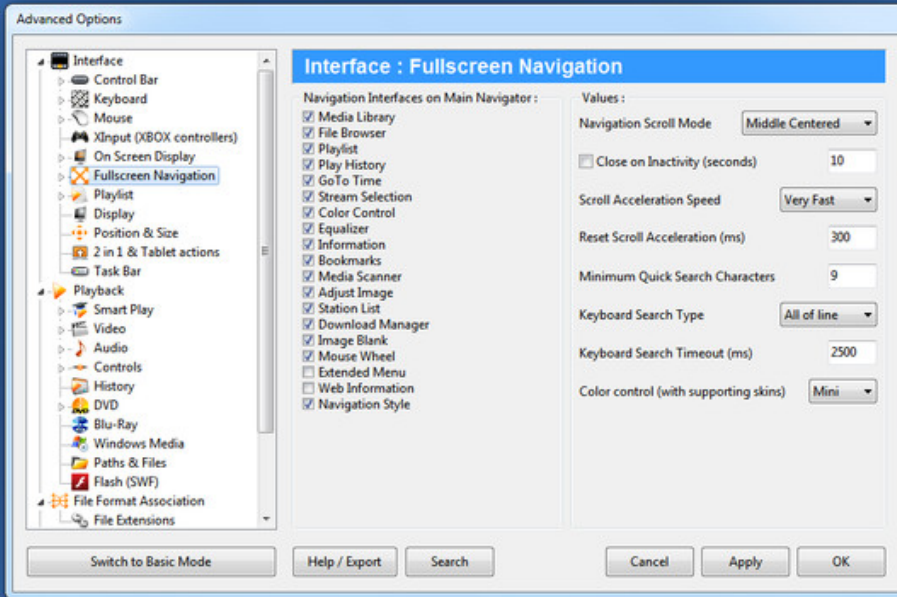 Advanced Options
Interface
Control Bar
Keyboard
Mouse
XInput (XBOX controllers)
On Screen Display
Fullscreen Navigation
Playlist
Display
Position & Size
2 in 1 & Tablet actions
Task Bar
Playback
Smart Play
Video
Audio
Controls
History
DVD
Blu-Ray
Windows Media
Paths & Files
Flash (SWF)
File Format Association
File Extensions
Interface : Fullscreen Navigation
Navigation Interfaces on Main Navigator :
Media Library
File Browser
Playlist
Play History
GoTo Time
Stream Selection
Color Control
Equalizer
Information
Bookmarks
Media Scanner
Adjust Image
Station List
Download Manager
Image Blank
Mouse Wheel
Extended Menu
Web Information
Navigation Style
Values :
Navigation Scroll Mode Middle Centered
Close on Inactivity (seconds) 10
Scroll Acceleration Speed Very Fast
Reset Scroll Acceleration (ms) 300
Minimum Quick Search Characters 9
Keyboard Search Type All of line
Keyboard Search Timeout (ms) 2500
Color control (with supporting skins) Mini
Switch to Basic Mode Help / Export Search Cancel Apply OK